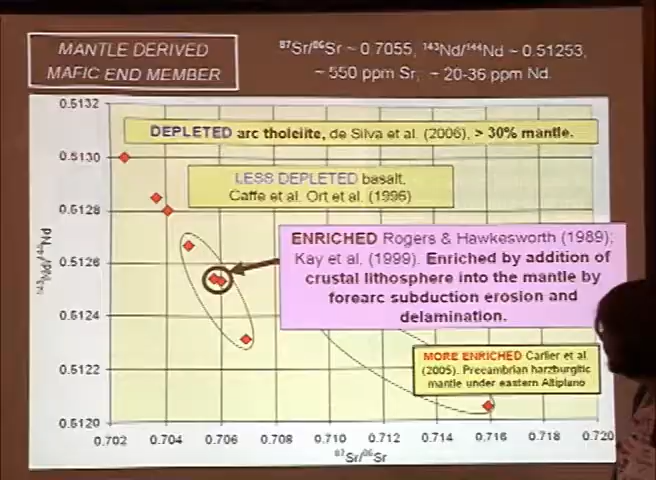 MANTLE DERIVED
MAFIC END MEMBER
⁸⁷Sr/⁸⁶Sr ~ 0.7055, ¹⁴³Nd/¹⁴⁴Nd ~ 0.51253,
~ 550 ppm Sr, ~ 20-36 ppm Nd.
DEPLETED arc tholeiite, de Silva et al. (2006). > 30% mantle.
LESS DEPLETED basalt,
Caffe et al. Ort et al. (1996)
ENRICHED Rogers & Hawkesworth (1989);
Kay et al. (1999). Enriched by addition of
crustal lithosphere into the mantle by
forearc subduction erosion and
delamination.
MORE ENRICHED Carlier et al.
(2005). Precambrian harzburgitic
mantle under eastern Altiplano
¹⁴³Nd/¹⁴⁴Nd
0.5132
0.5130
0.5128
0.5126
0.5124
0.5122
0.5120
0.702 0.704 0.706 0.708 0.710 0.712 0.714 0.716 0.718 0.720
⁸⁷Sr/⁸⁶Sr